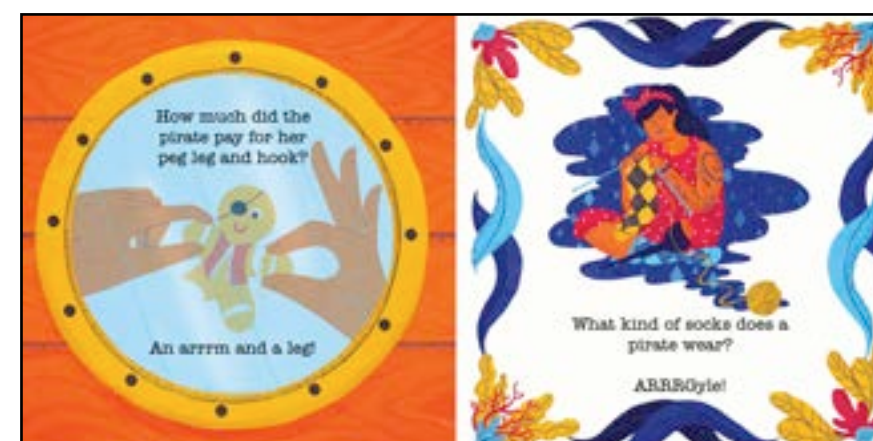 How much did the
pirate pay for her
peg leg and hook?
An arrrm and a leg!
What kind of socks does a
pirate wear?
ARRRGyle!